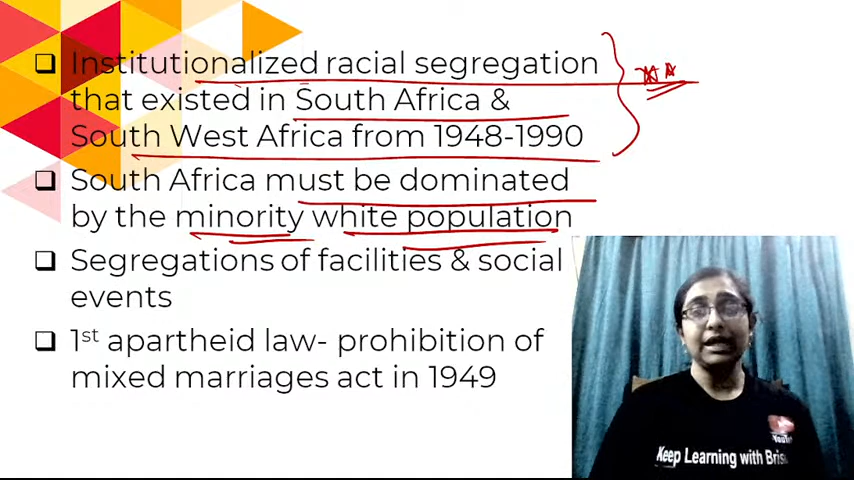 Institutionalized racial segregation
that existed in South Africa &
South West Africa from 1948-1990
South Africa must be dominated
by the minority white population
Segregations of facilities & social
events
1st apartheid law- prohibition of
mixed marriages act in 1949
Keep Learning with